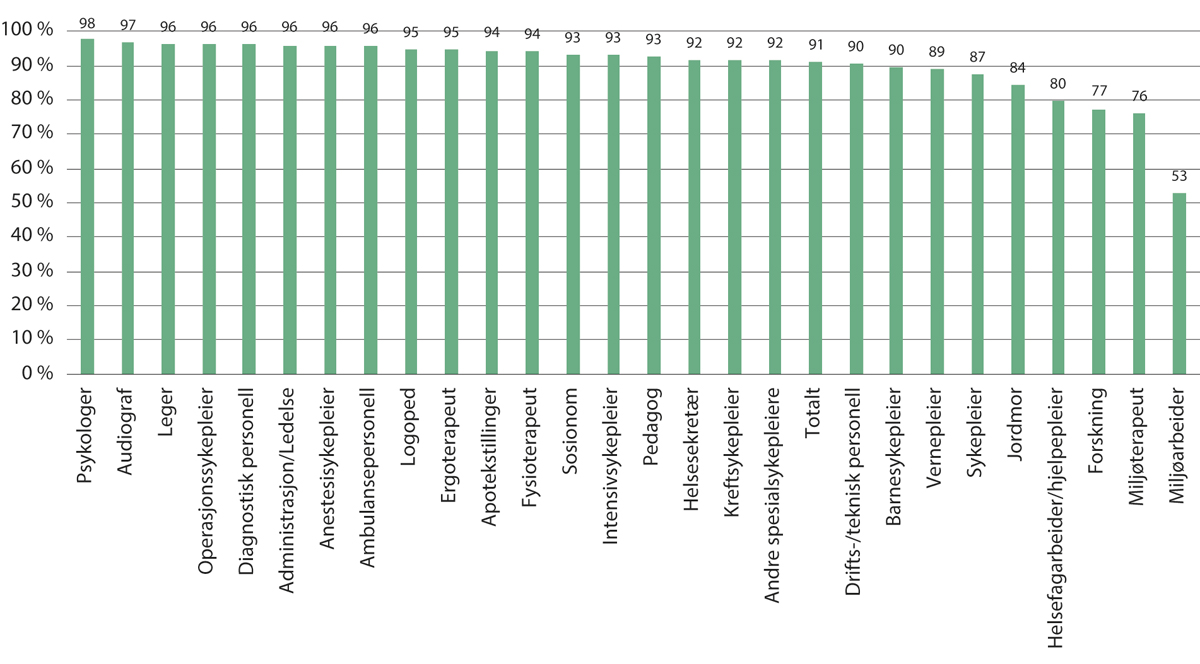 98
97
96
96
96
96
96
96
95
95
94
94
93
93
93
92
92
92
91
90
90
89
87
84
80
77
76
53
100 %
90 %
80 %
70 %
60 %
50 %
40 %
30 %
20 %
10 %
0 %
Psykologer
Audiograf
Leger
Operasjonssykepleier
Diagnostisk personell
Administrasjon/Ledelse
Anestesisykepleier
Ambulansepersonell
Logoped
Ergoterapeut
Apotekstillinger
Fysioterapeut
Sosionom
Intensivsykepleier
Pedagog
Helsesekretær
Kreftsykepleier
Andre spesialsykepleiere
Totalt
Drifts-/teknisk personell
Barnesykepleier
Vernepleier
Sykepleier
Jordmor
Helsefagarbeider/hjelpepleier
Forskning
Miljøterapeut
Miljøarbeider